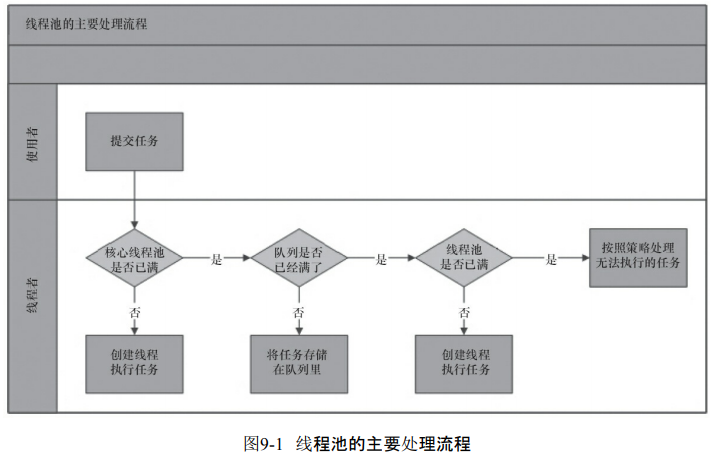 线程池的主要处理流程
使用者
提交任务
线程者
核心线程池
是否已满
是
队列是否
已经满了
是
线程池
是否已满
是
按照策略处理
无法执行的任务
否
否
否
创建线程
执行任务
将任务存储
在队列里
创建线程
执行任务
图9-1 线程池的主要处理流程